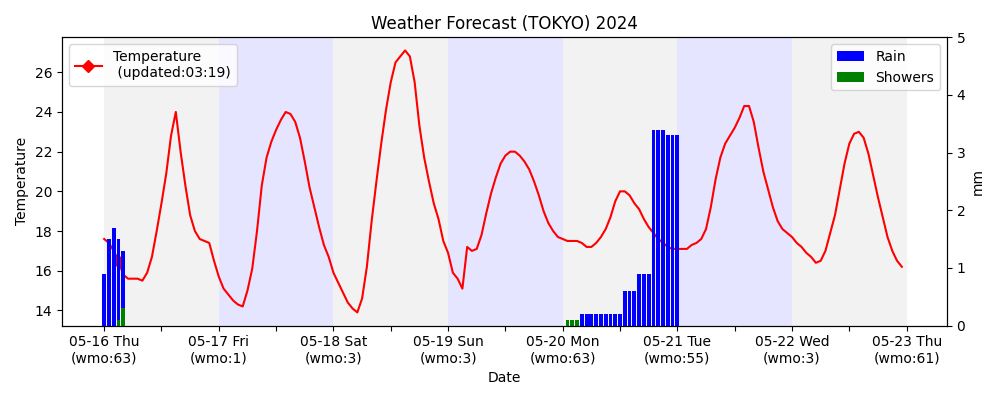 Weather Forecast (TOKYO) 2024
Temperature
(updated:03:19)
Rain
Showers
Temperature
26
24
22
20
18
16
14
5
4
3
2
1
0
mm
05-16 Thu
(wmo:63)
05-17 Fri
(wmo:1)
05-18 Sat
(wmo:3)
05-19 Sun
(wmo:3)
05-20 Mon
(wmo:63)
05-21 Tue
(wmo:55)
05-22 Wed
(wmo:3)
05-23 Thu
(wmo:61)
Date